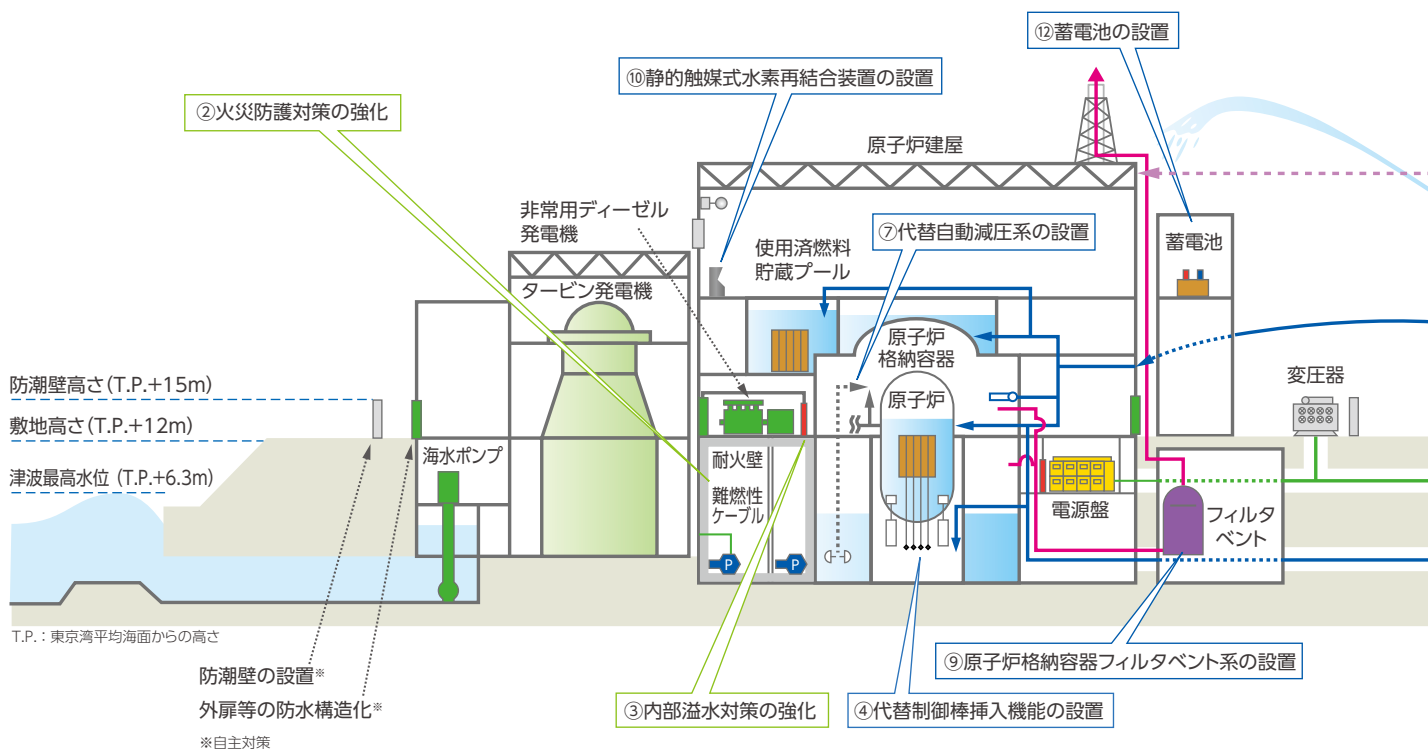 ⑫蓄電池の設置
⑩静的触媒式水素再結合装置の設置
②火災防護対策の強化
原子炉建屋
非常用ディーゼル
発電機
⑦代替自動減圧系の設置
使用済燃料
貯蔵プール
蓄電池
タービン発電機
原子炉
格納容器
変圧器
防潮壁高さ(T.P.+15m)
原子炉
敷地高さ(T.P.+12m)
海水ポンプ
耐火壁
津波最高水位 (T.P.+6.3m)
難燃性
ケーブル
電源盤
フィルタ
ベント
P
P
T.P.：東京湾平均海面からの高さ
防潮壁の設置※
⑨原子炉格納容器フィルタベント系の設置
外扉等の防水構造化※
③内部溢水対策の強化
④代替制御棒挿入機能の設置
※自主対策